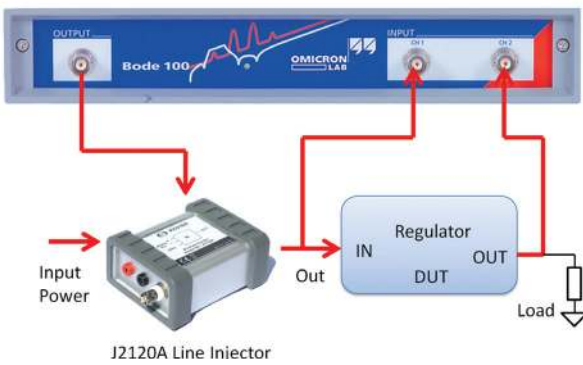 OUTPUT
INPUT
CH 1
CH 2
Bode 100
OMICRON
LAB
Input
Power
Out
IN
Regulator
OUT
DUT
Load
J2120A Line Injector